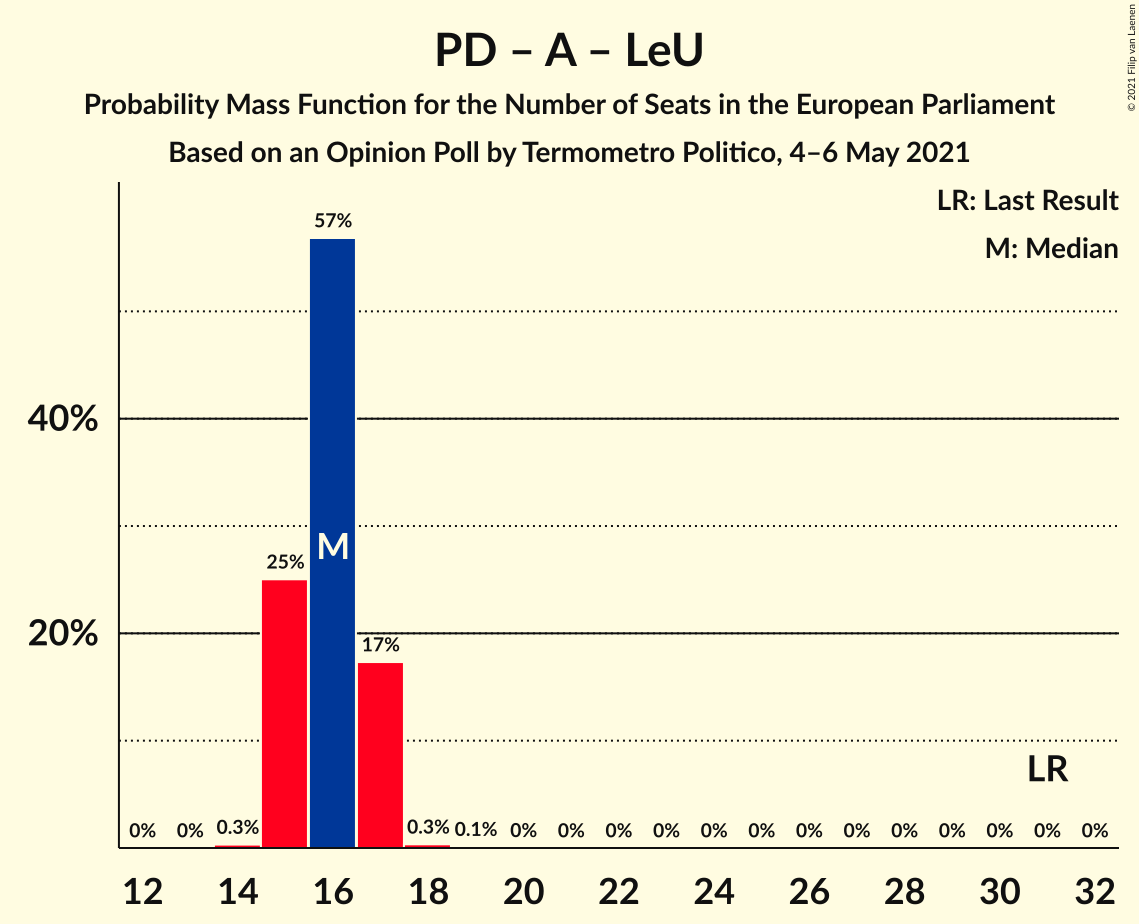 PD – A – LeU
Probability Mass Function for the Number of Seats in the European Parliament
Based on an Opinion Poll by Termometro Politico, 4–6 May 2021
© 2021 Filip van Laenen
LR: Last Result
M: Median
57%
40%
M
25%
20%
17%
LR
0% 0% 0.3% 0.3% 0.1% 0% 0% 0% 0% 0% 0% 0% 0% 0% 0% 0% 0% 0%
12 14 16 18 20 22 24 26 28 30 32